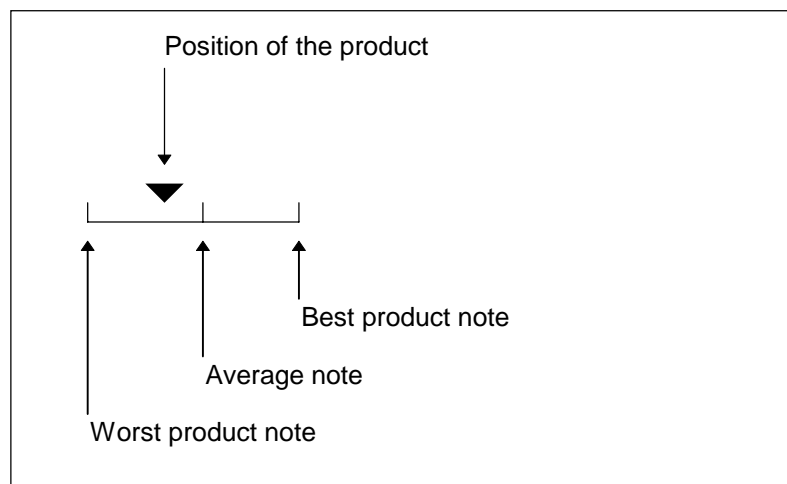 Position of the product
Best product note
Average note
Worst product note